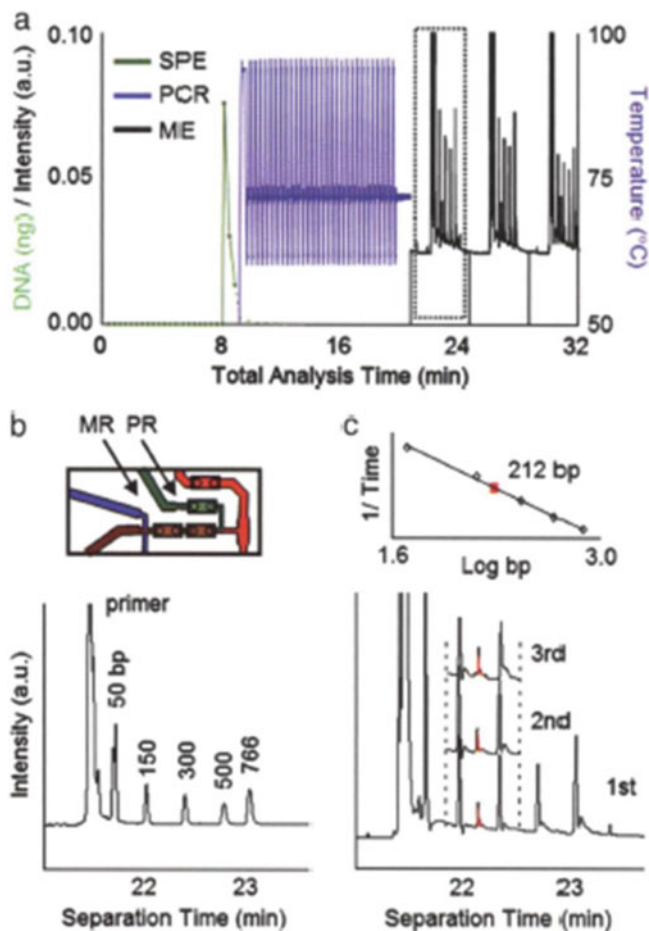 a
0.10
0.05
0.00
DNA (ng) / Intensity (a.u.)
SPE
PCR
ME
100
75
50
Temperature (°C)
0
8
16
24
32
Total Analysis Time (min)
b
MR PR
primer
50 bp
150
300
500
766
Intensity (a.u.)
22
23
Separation Time (min)
c
1/ Time
212 bp
1.6
3.0
Log bp
3rd
2nd
1st
22
23
Separation Time (min)